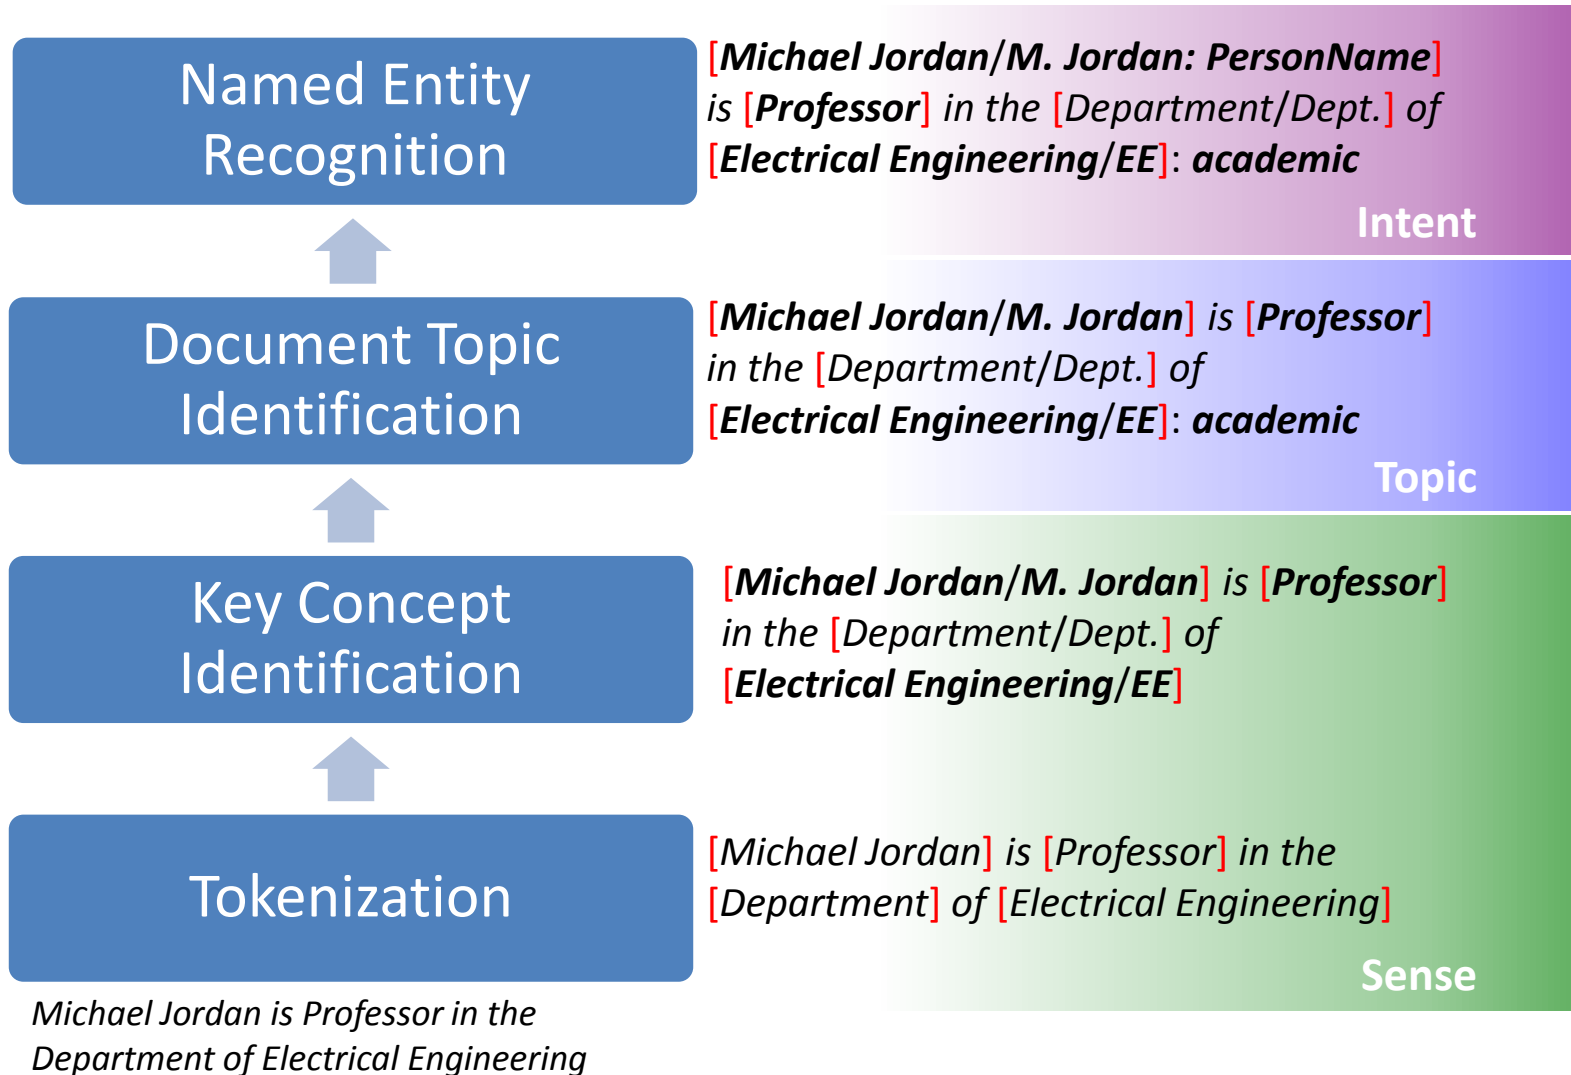 Named Entity
Recognition
[Michael Jordan/M. Jordan: PersonName]
is [Professor] in the [Department/Dept.] of
[Electrical Engineering/EE]: academic
Intent
Document Topic
Identification
[Michael Jordan/M. Jordan] is [Professor]
in the [Department/Dept.] of
[Electrical Engineering/EE]: academic
Topic
Key Concept
Identification
[Michael Jordan/M. Jordan] is [Professor]
in the [Department/Dept.] of
[Electrical Engineering/EE]
Tokenization
[Michael Jordan] is [Professor] in the
[Department] of [Electrical Engineering]
Sense
Michael Jordan is Professor in the
Department of Electrical Engineering